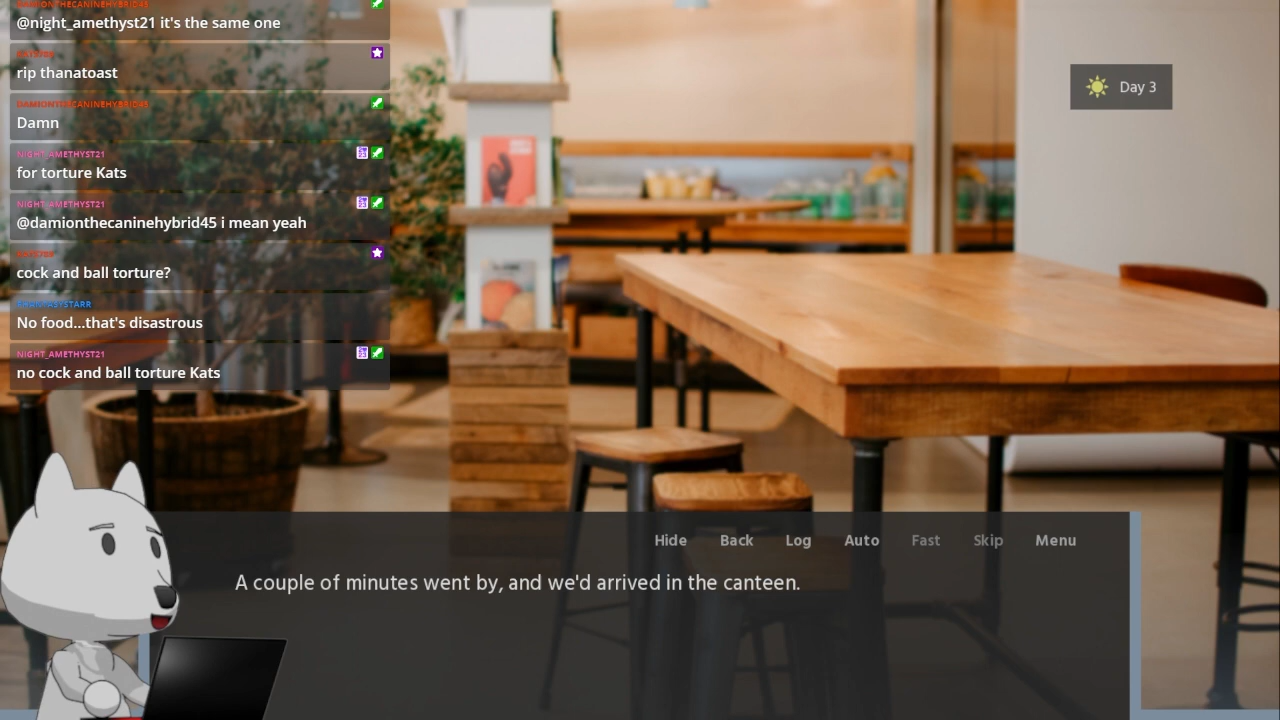 DAMIONTHECANINEHYBRID45
@night_amethyst21 it's the same one
rip thanatoast
DAMIONTHECANINEHYBRID45
Damn
NIGHT_AMETHYST21
for torture Kats
NIGHT_AMETHYST21
@damionthecaninehybrid45 i mean yeah
cock and ball torture?
No food...that's disastrous
NIGHT_AMETHYST21
no cock and ball torture Kats
Day 3
Hide Back Log Auto Fast Skip Menu
A couple of minutes went by, and we'd arrived in the canteen.